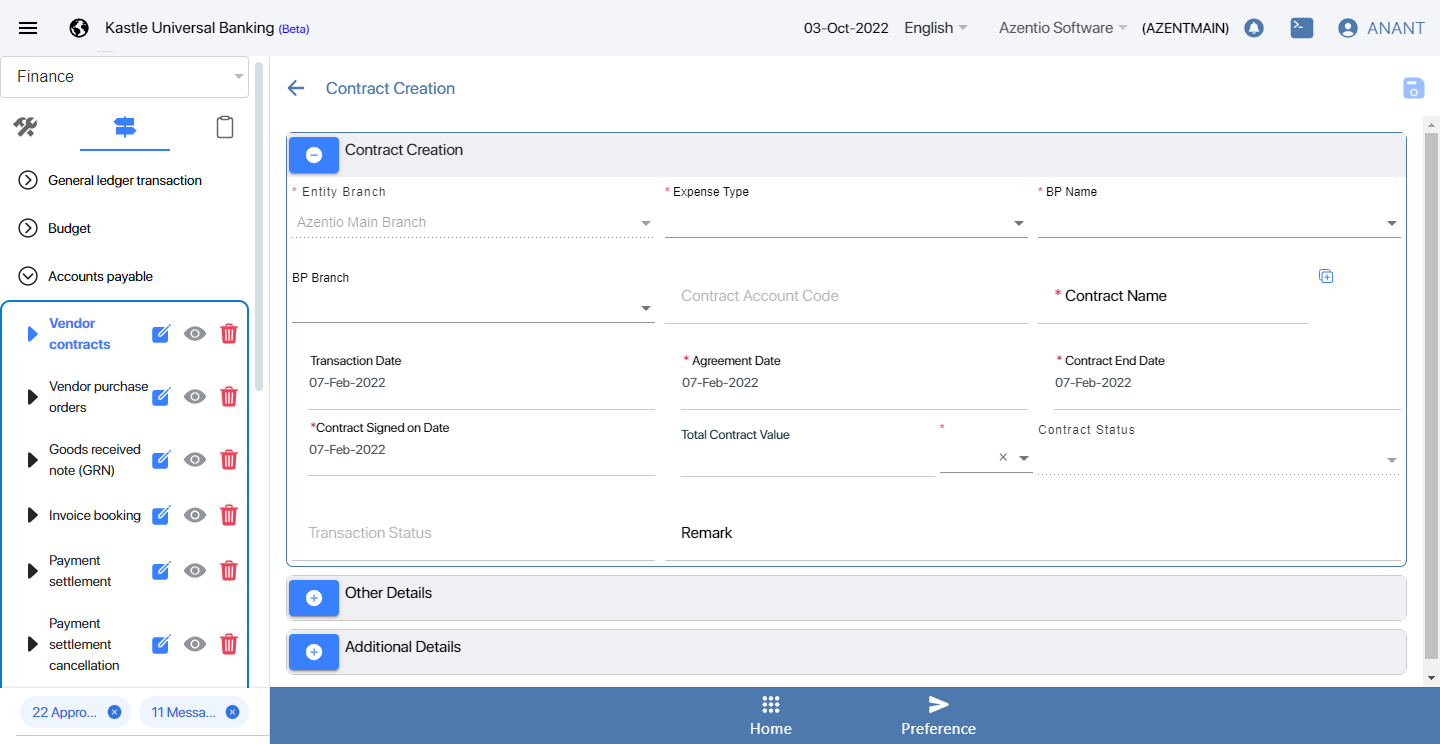 Kastle Universal Banking (Beta)
03-Oct-2022
English
Azentio Software
(AZENTMAIN)
ANANT
Finance
General ledger transaction
Budget
Accounts payable
Vendor
contracts
Vendor purchase
orders
Goods received
note (GRN)
Invoice booking
Payment
settlement
Payment
settlement
cancellation
22 Appro...
11 Messa...
Contract Creation
Contract Creation
* Entity Branch
Azentio Main Branch
* Expense Type
* BP Name
BP Branch
Contract Account Code
* Contract Name
Transaction Date
07-Feb-2022
* Agreement Date
07-Feb-2022
* Contract End Date
07-Feb-2022
*Contract Signed on Date
07-Feb-2022
Total Contract Value
*
Contract Status
Transaction Status
Remark
Other Details
Additional Details
Home
Preference